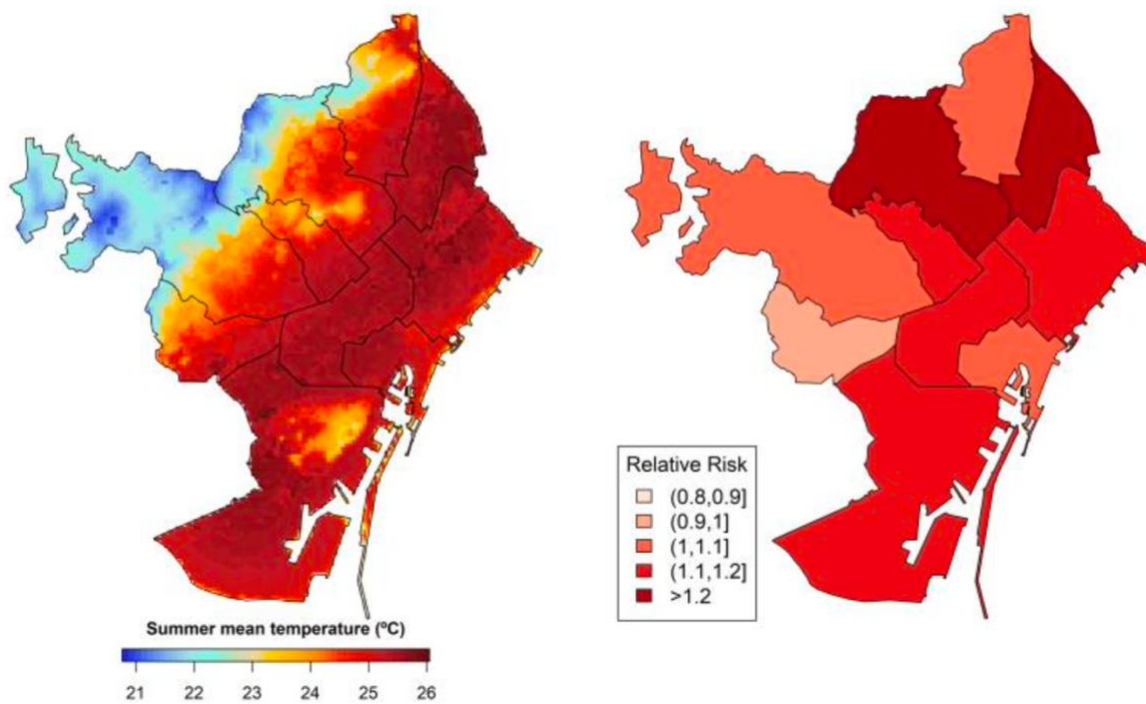 Summer mean temperature (ºC)
21 22 23 24 25 26
Relative Risk
(0.8,0.9]
(0.9,1]
(1,1.1]
(1.1,1.2]
>1.2